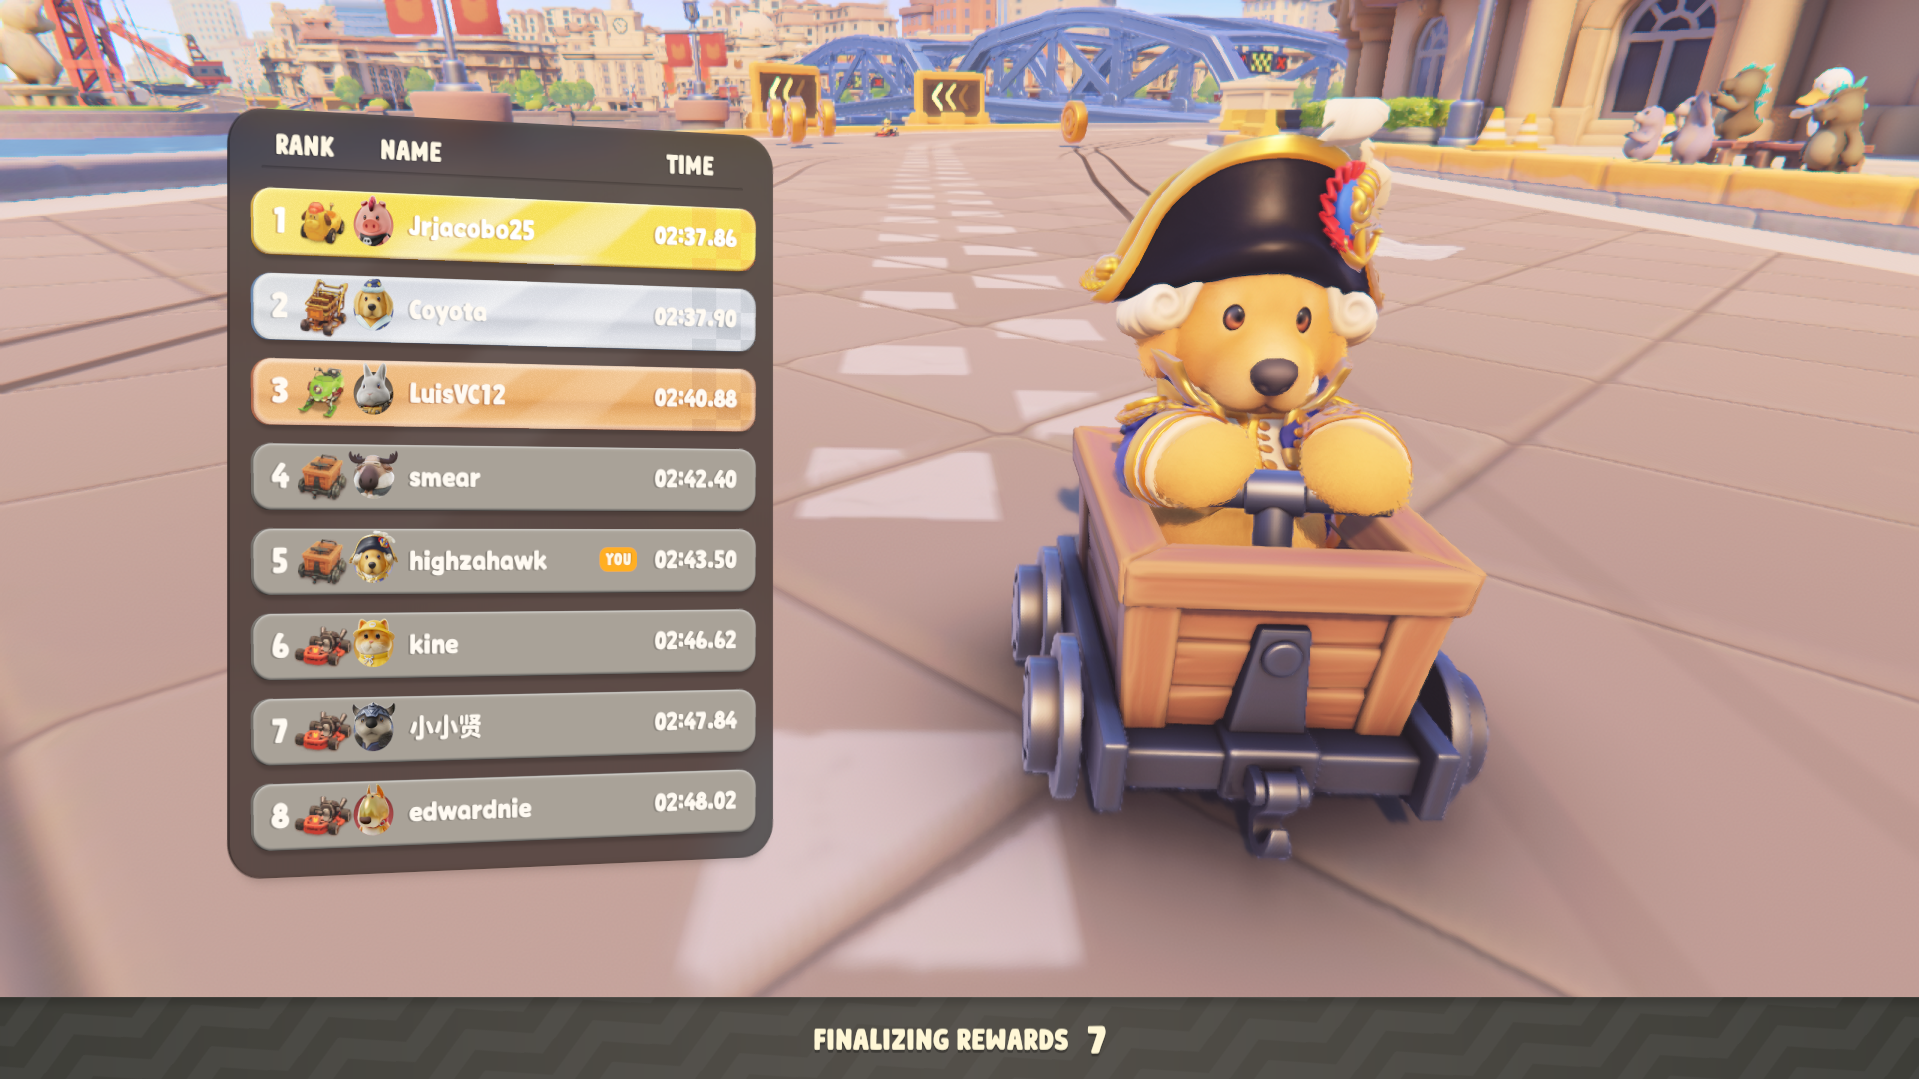 RANK NAME TIME
1 Jrjacobo25 02:37.86
2 Coyota 02:37.90
3 LuisVC12 02:40.88
4 smear 02:42.40
5 highzahawk YOU 02:43.50
6 kine 02:46.62
7 小小贤 02:47.84
8 edwardnie 02:48.02
FINALIZING REWARDS 7